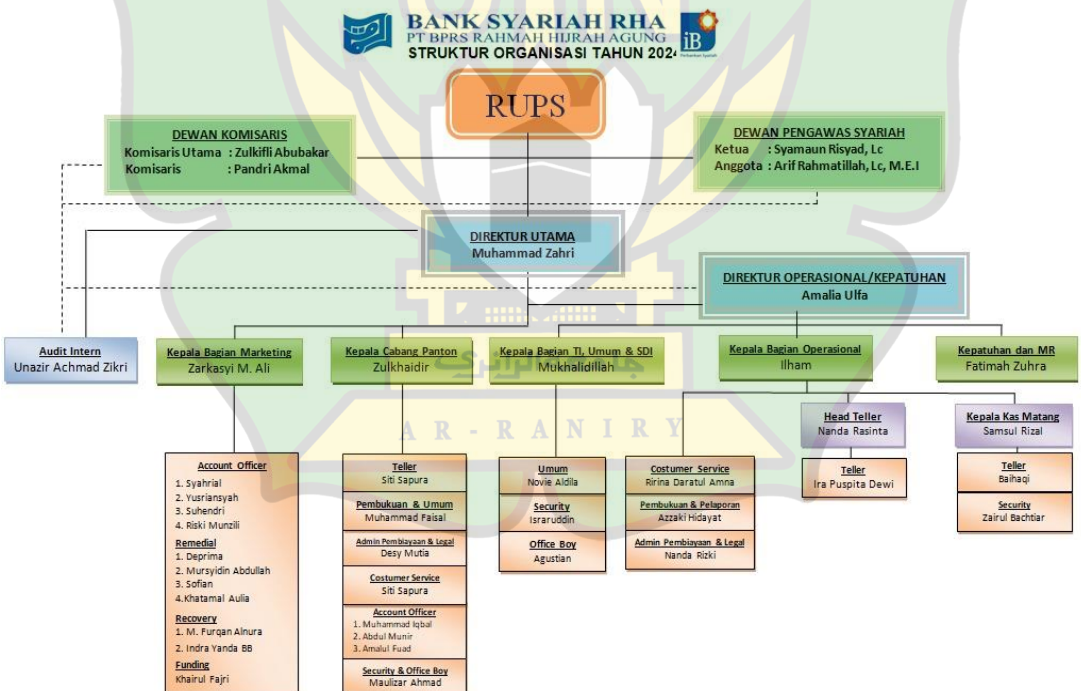 BANK SYARIAH RHA
PT BPRS RAHMAH HIJRAH AGUNG
STRUKTUR ORGANISASI TAHUN 2024
iB
Perbankan Syariah
RUPS
DEWAN KOMISARIS
Komisaris Utama : Zulkifli Abubakar
Komisaris : Pandri Akmal
DEWAN PENGAWAS SYARIAH
Ketua : Syamaun Risyad, Lc
Anggota : Arif Rahmatillah, Lc, M.E.I
DIREKTUR UTAMA
Muhammad Zahri
DIREKTUR OPERASIONAL/KEPATUHAN
Amalia Ulfa
Audit Intern
Unazir Achmad Zikri
Kepala Bagian Marketing
Zarkasyi M. Ali
Kepala Cabang Panton
Zulkhaidir
Kepala Bagian TI, Umum & SDI
Mukhalidillah
Kepala Bagian Operasional
Ilham
Kepatuhan dan MR
Fatimah Zuhra
جامعة الرانري
AR-RANIRY
Head Teller
Nanda Rasinta
Kepala Kas Matang
Samsul Rizal
Account Officer
1. Syahrial
2. Yusriansyah
3. Suhendri
4. Riski Munzili
Remedial
1. Deprima
2. Mursyidin Abdullah
3. Sofian
4.Khatamal Aulia
Recovery
1. M. Furqan Alnura
2. Indra Yanda BB
Funding
Khairul Fajri
Teller
Siti Sapura
Pembukuan & Umum
Muhammad Faisal
Admin Pembiayaan & Legal
Desy Mutia
Costumer Service
Siti Sapura
Account Officer
1. Muhammad Iqbal
2. Abdul Munir
3. Amalul Fuad
Security & Office Boy
Maulizar Ahmad
Umum
Novie Aldila
Security
Israruddin
Office Boy
Agustian
Costumer Service
Ririna Daratul Amna
Pembukuan & Pelaporan
Azzaki Hidayat
Admin Pembiayaan & Legal
Nanda Rizki
Teller
Ira Puspita Dewi
Teller
Baihaqi
Security
Zairul Bachtiar